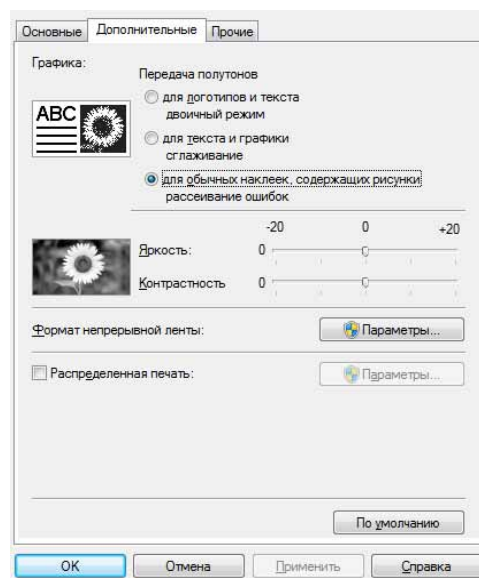 Основные Дополнительные Прочие
Графика:
Передача полутонов
ABC
для логотипов и текста
двоичный режим
для текста и графики
сглаживание
для обычных наклеек, содержащих рисунки
рассеивание ошибок
-20 0 +20
Яркость: 0
Контрастность 0
Формат непрерывной ленты: Параметры...
Распределенная печать: Параметры...
По умолчанию
OK Отмена Применить Справка